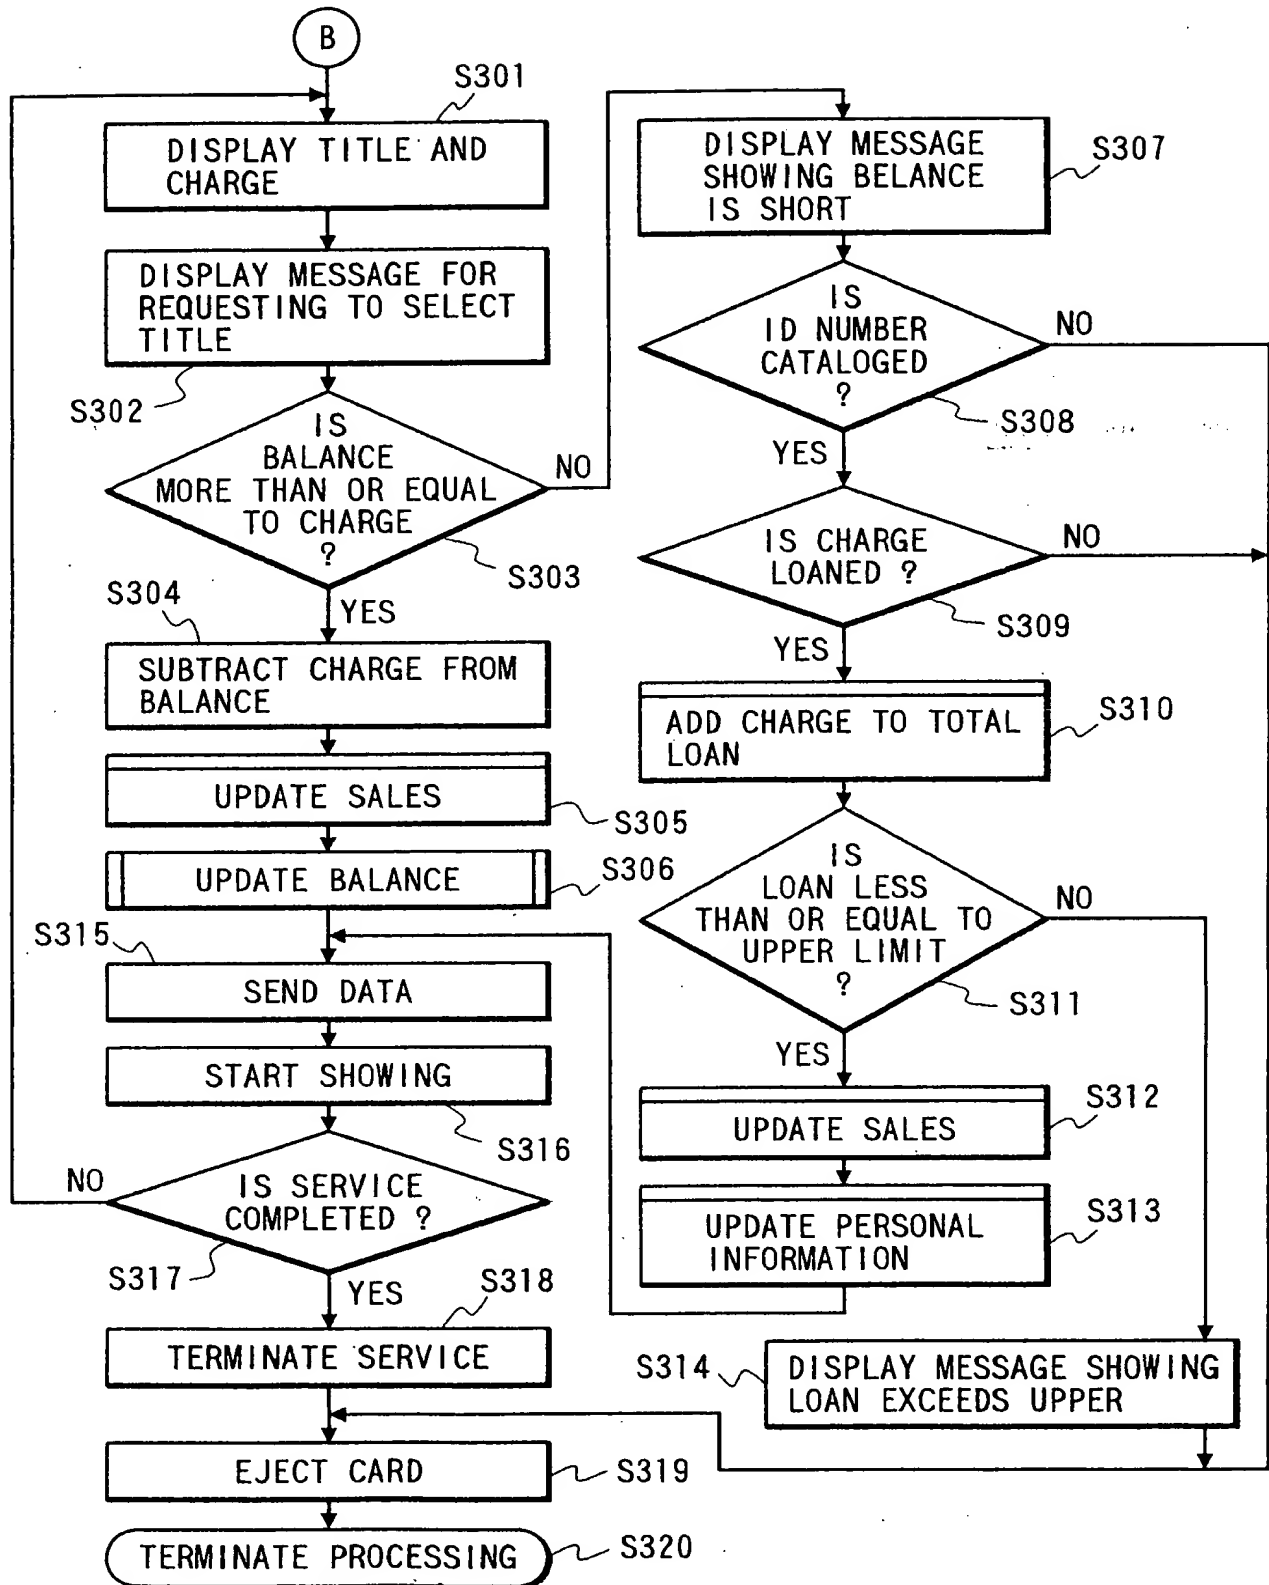 B
S301
DISPLAY TITLE AND
CHARGE
DISPLAY MESSAGE FOR
REQUESTING TO SELECT
TITLE
S302
IS
BALANCE
MORE THAN OR EQUAL
TO CHARGE
?
NO
S303
YES
S304
SUBTRACT CHARGE FROM
BALANCE
UPDATE SALES
S305
UPDATE BALANCE
S306
S315
SEND DATA
START SHOWING
S316
IS SERVICE
COMPLETED ?
NO
S317
YES
S318
TERMINATE SERVICE
EJECT CARD
S319
TERMINATE PROCESSING
S320
DISPLAY MESSAGE
SHOWING BELANCE
IS SHORT
S307
IS
ID NUMBER
CATALOGED
?
NO
S308
YES
IS CHARGE
LOANED ?
NO
S309
YES
ADD CHARGE TO TOTAL
LOAN
S310
IS
LOAN LESS
THAN OR EQUAL TO
UPPER LIMIT
?
NO
S311
YES
UPDATE SALES
S312
UPDATE PERSONAL
INFORMATION
S313
S314
DISPLAY MESSAGE SHOWING
LOAN EXCEEDS UPPER